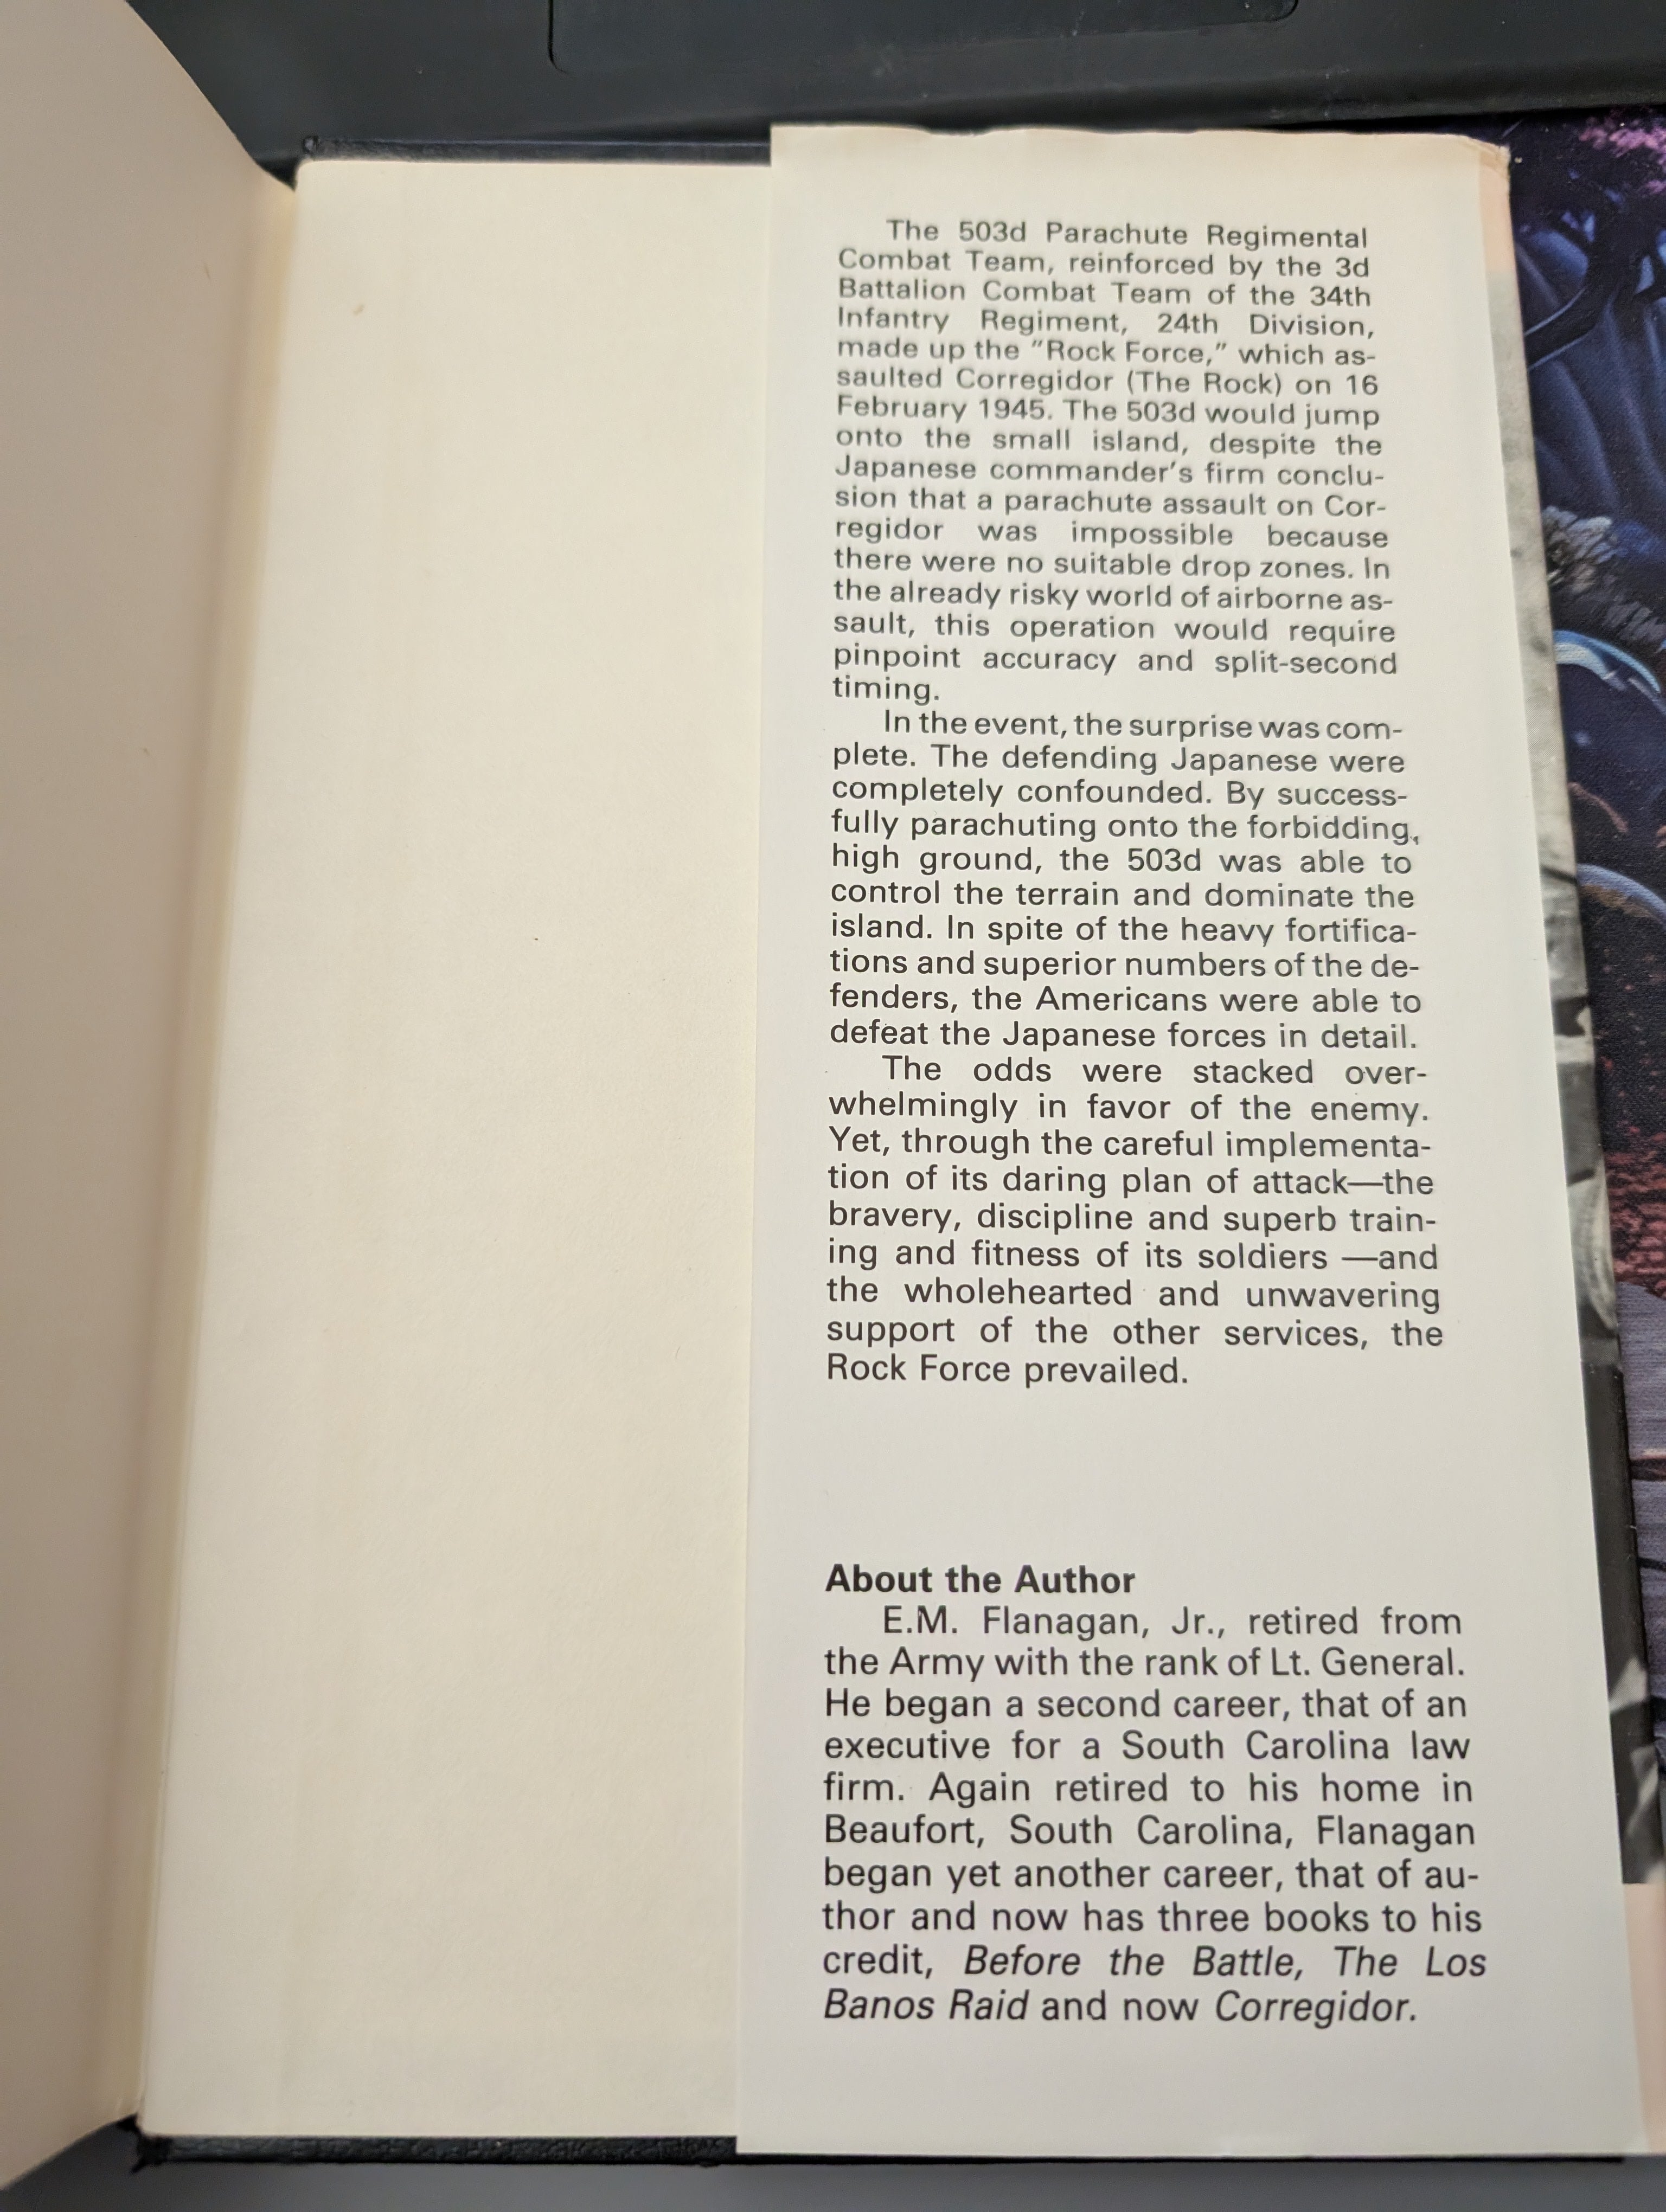 The 503d Parachute Regimental
Combat Team, reinforced by the 3d
Battalion Combat Team of the 34th
Infantry Regiment, 24th Division,
made up the "Rock Force," which as-
saulted Corregidor (The Rock) on 16
February 1945. The 503d would jump
onto the small island, despite the
Japanese commander's firm conclu-
sion that a parachute assault on Cor-
regidor was impossible because
there were no suitable drop zones. In
the already risky world of airborne as-
sault, this operation would require
pinpoint accuracy and split-second
timing.
In the event, the surprise was com-
plete. The defending Japanese were
completely confounded. By success-
fully parachuting onto the forbidding,
high ground, the 503d was able to
control the terrain and dominate the
island. In spite of the heavy fortifica-
tions and superior numbers of the de-
fenders, the Americans were able to
defeat the Japanese forces in detail.
The odds were stacked over-
whelmingly in favor of the enemy.
Yet, through the careful implementa-
tion of its daring plan of attack—the
bravery, discipline and superb train-
ing and fitness of its soldiers —and
the wholehearted and unwavering
support of the other services, the
Rock Force prevailed.
About the Author
E.M. Flanagan, Jr., retired from
the Army with the rank of Lt. General.
He began a second career, that of an
executive for a South Carolina law
firm. Again retired to his home in
Beaufort, South Carolina, Flanagan
began yet another career, that of au-
thor and now has three books to his
credit, Before the Battle, The Los
Banos Raid and now Corregidor.